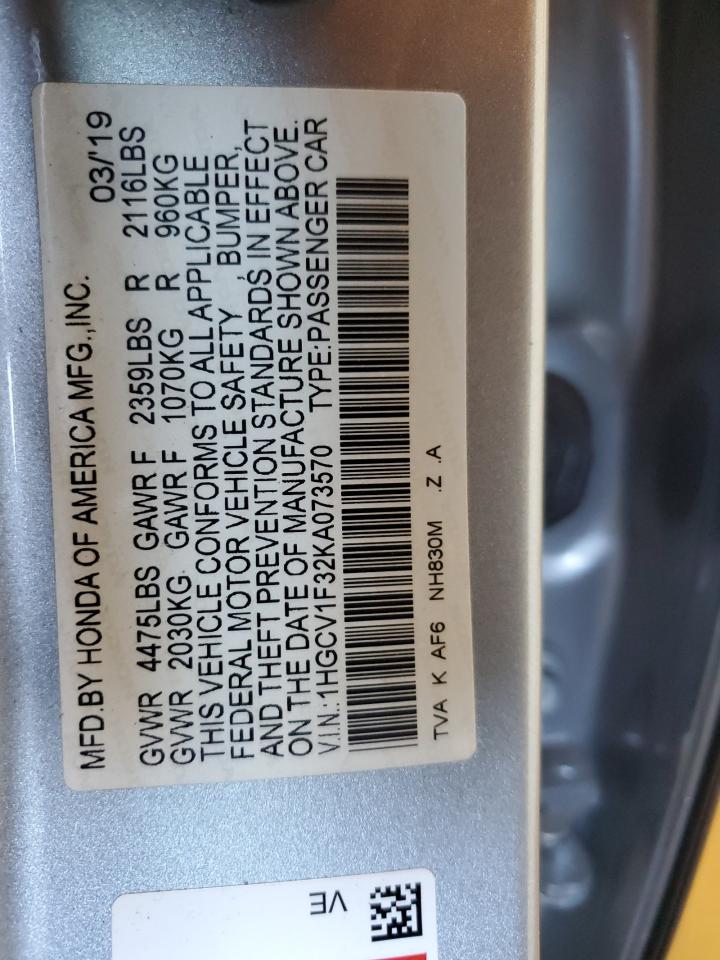 MFD.BY HONDA OF AMERICA MFG.,INC. 03/'19
GVWR 4475LBS GAWR F 2359LBS R 2116LBS
GVWR 2030KG GAWR F 1070KG R 960KG
THIS VEHICLE CONFORMS TO ALL APPLICABLE
FEDERAL MOTOR VEHICLE SAFETY , BUMPER,
AND THEFT PREVENTION STANDARDS IN EFFECT
ON THE DATE OF MANUFACTURE SHOWN ABOVE.
V.I.N.:1HGCV1F32KA073570 TYPE:PASSENGER CAR
TVA K AF6 NH830M .Z .A
VE